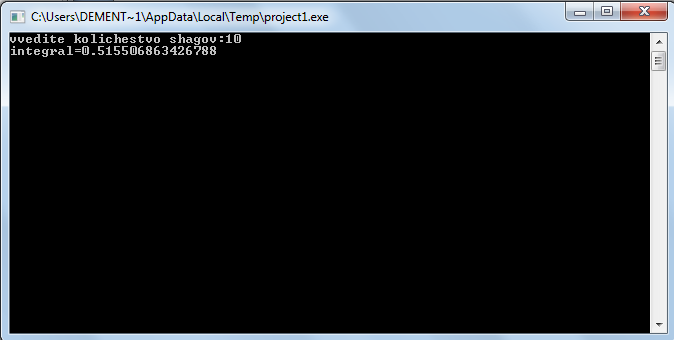 C:\Users\DEMENT~1\AppData\Local\Temp\project1.exe
vvedite kolichestvo shagov:10
integral=0.515506863426788